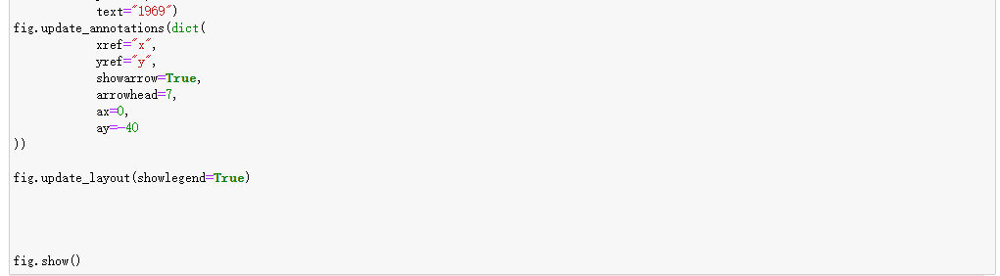 text="1969")
fig.update_annotations(dict(
xref="x",
yref="y",
showarrow=True,
arrowhead=7,
ax=0,
ay=-40
))
fig.update_layout(showlegend=True)
fig.show()